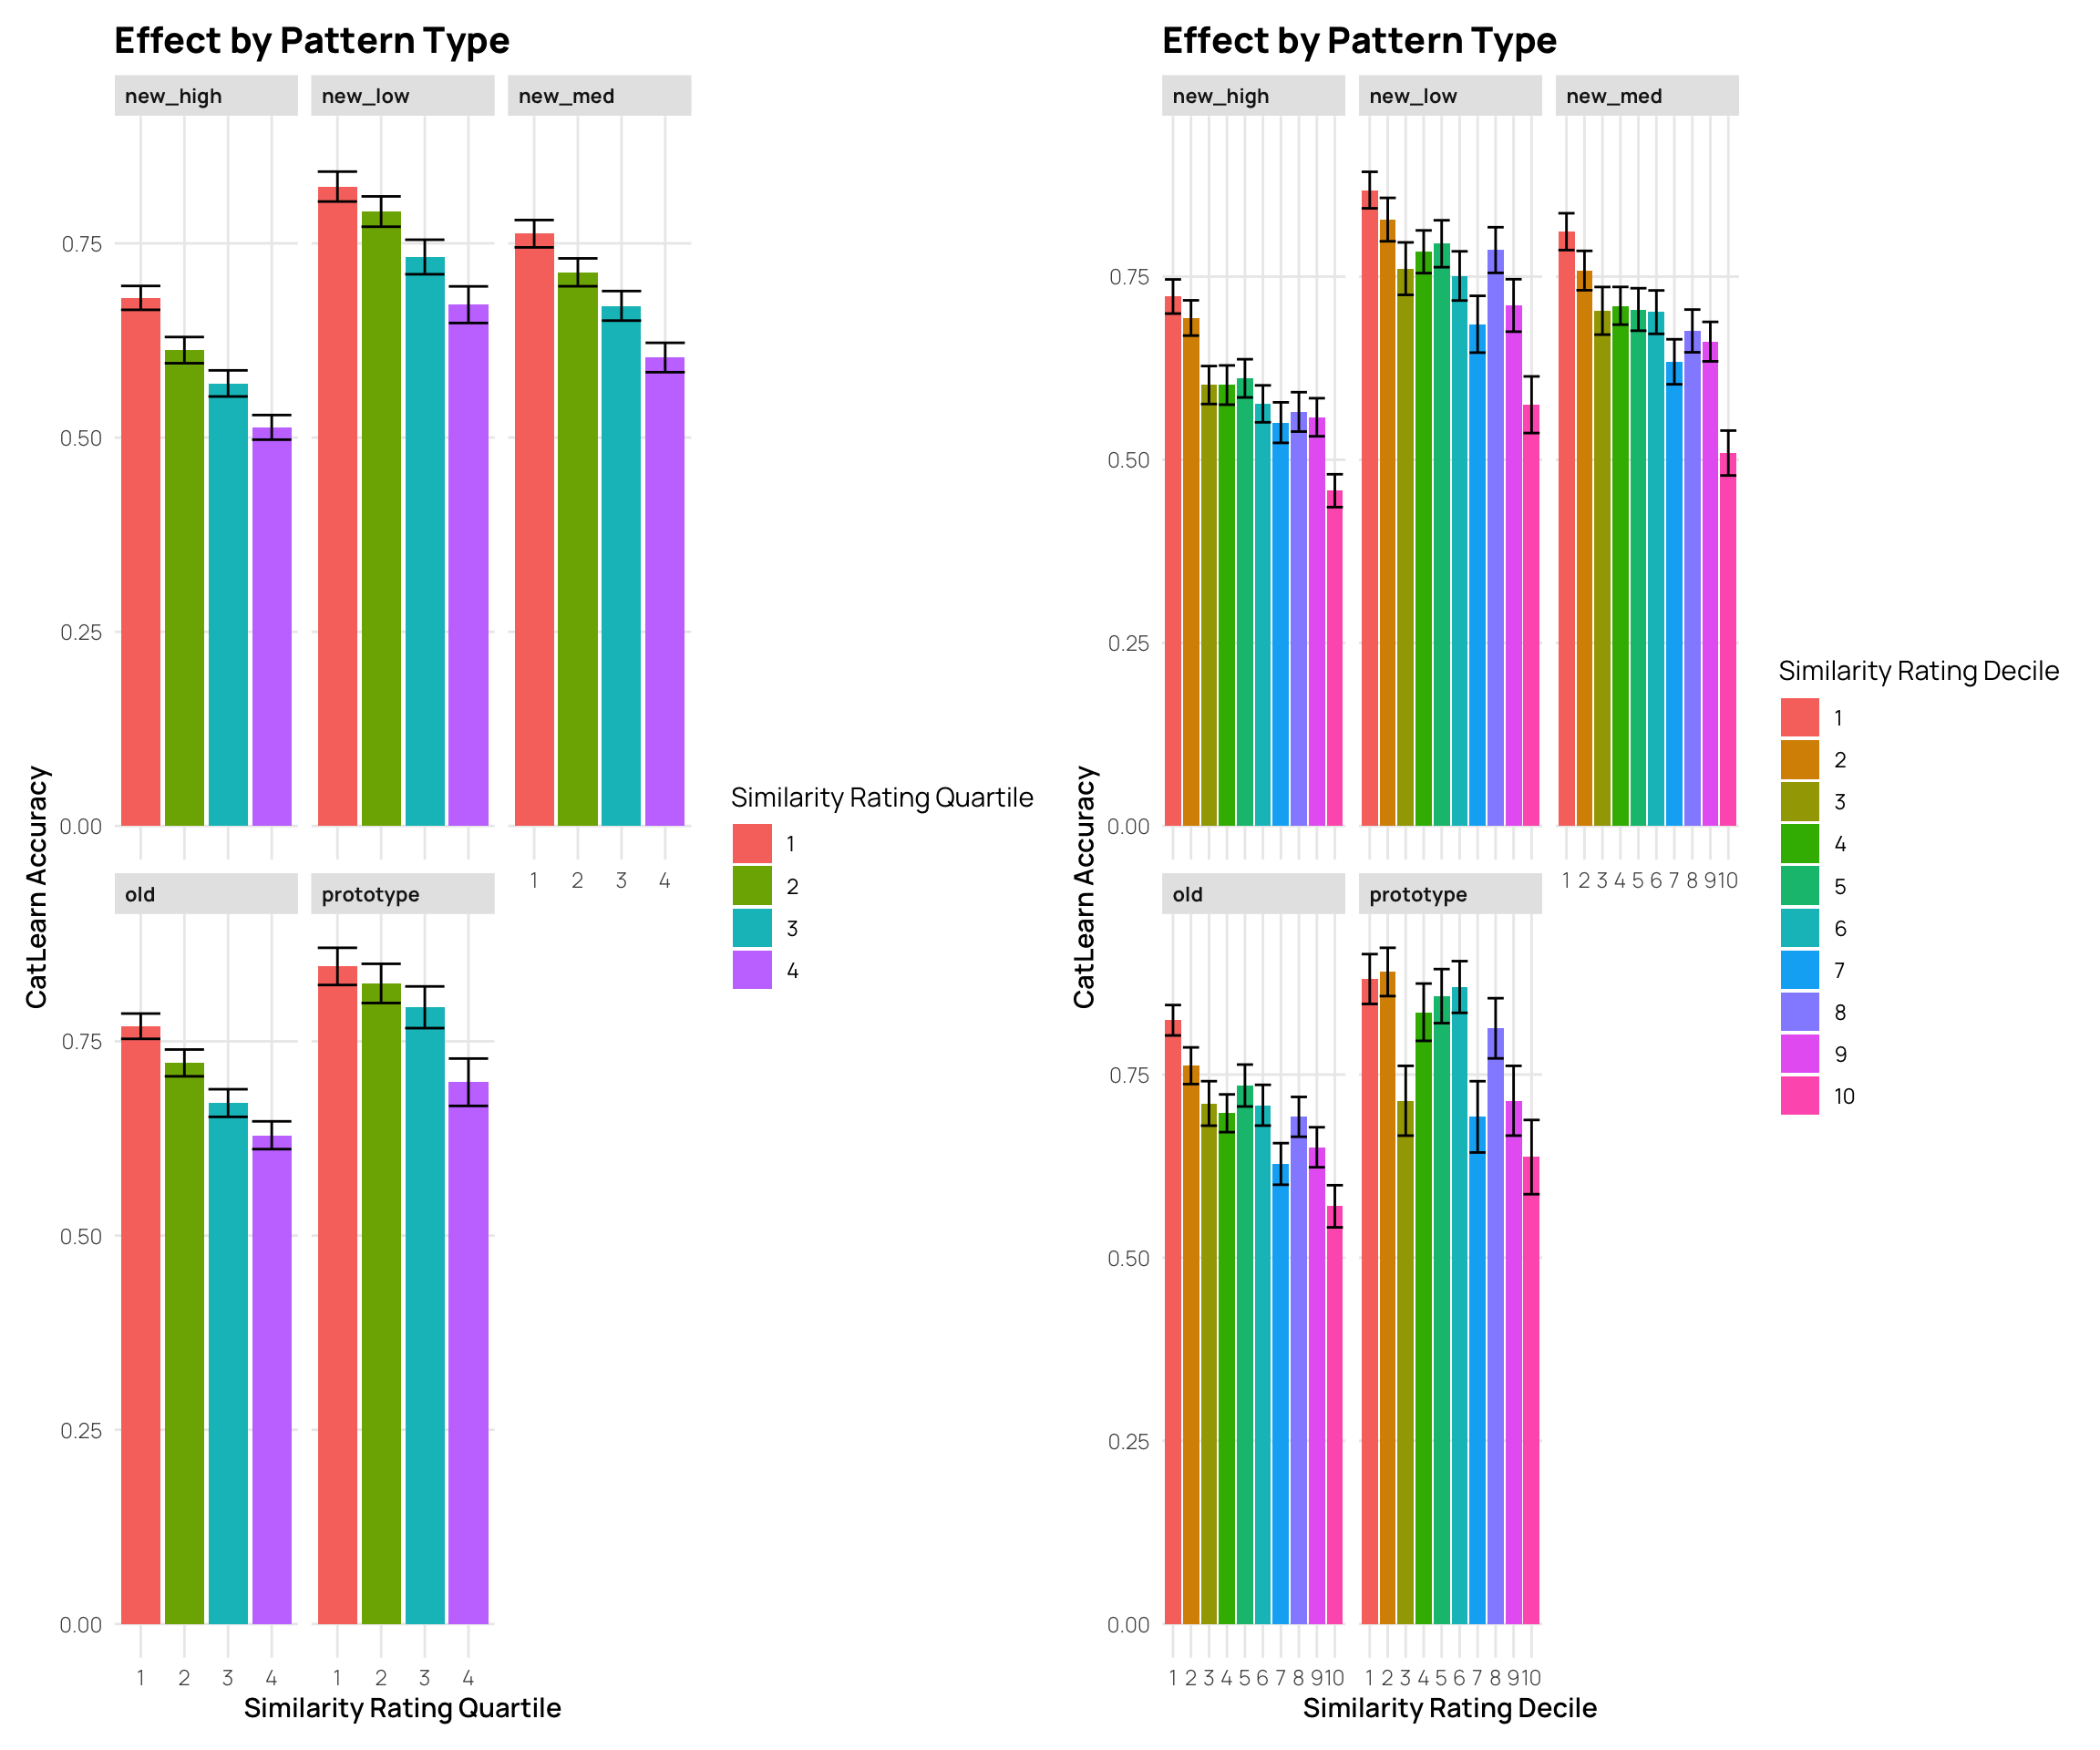 Effect by Pattern Type
new_high new_low new_med
0.75
0.50
0.25
0.00
1 2 3 4
old prototype
0.75
0.50
0.25
0.00
1 2 3 4 1 2 3 4
Similarity Rating Quartile
CatLearn Accuracy
Similarity Rating Quartile
1
2
3
4
Effect by Pattern Type
new_high new_low new_med
0.75
0.50
0.25
0.00
1 2 3 4 5 6 7 8 9 10
old prototype
0.75
0.50
0.25
0.00
1 2 3 4 5 6 7 8 9 10 1 2 3 4 5 6 7 8 9 10
Similarity Rating Decile
CatLearn Accuracy
Similarity Rating Decile
1
2
3
4
5
6
7
8
9
10